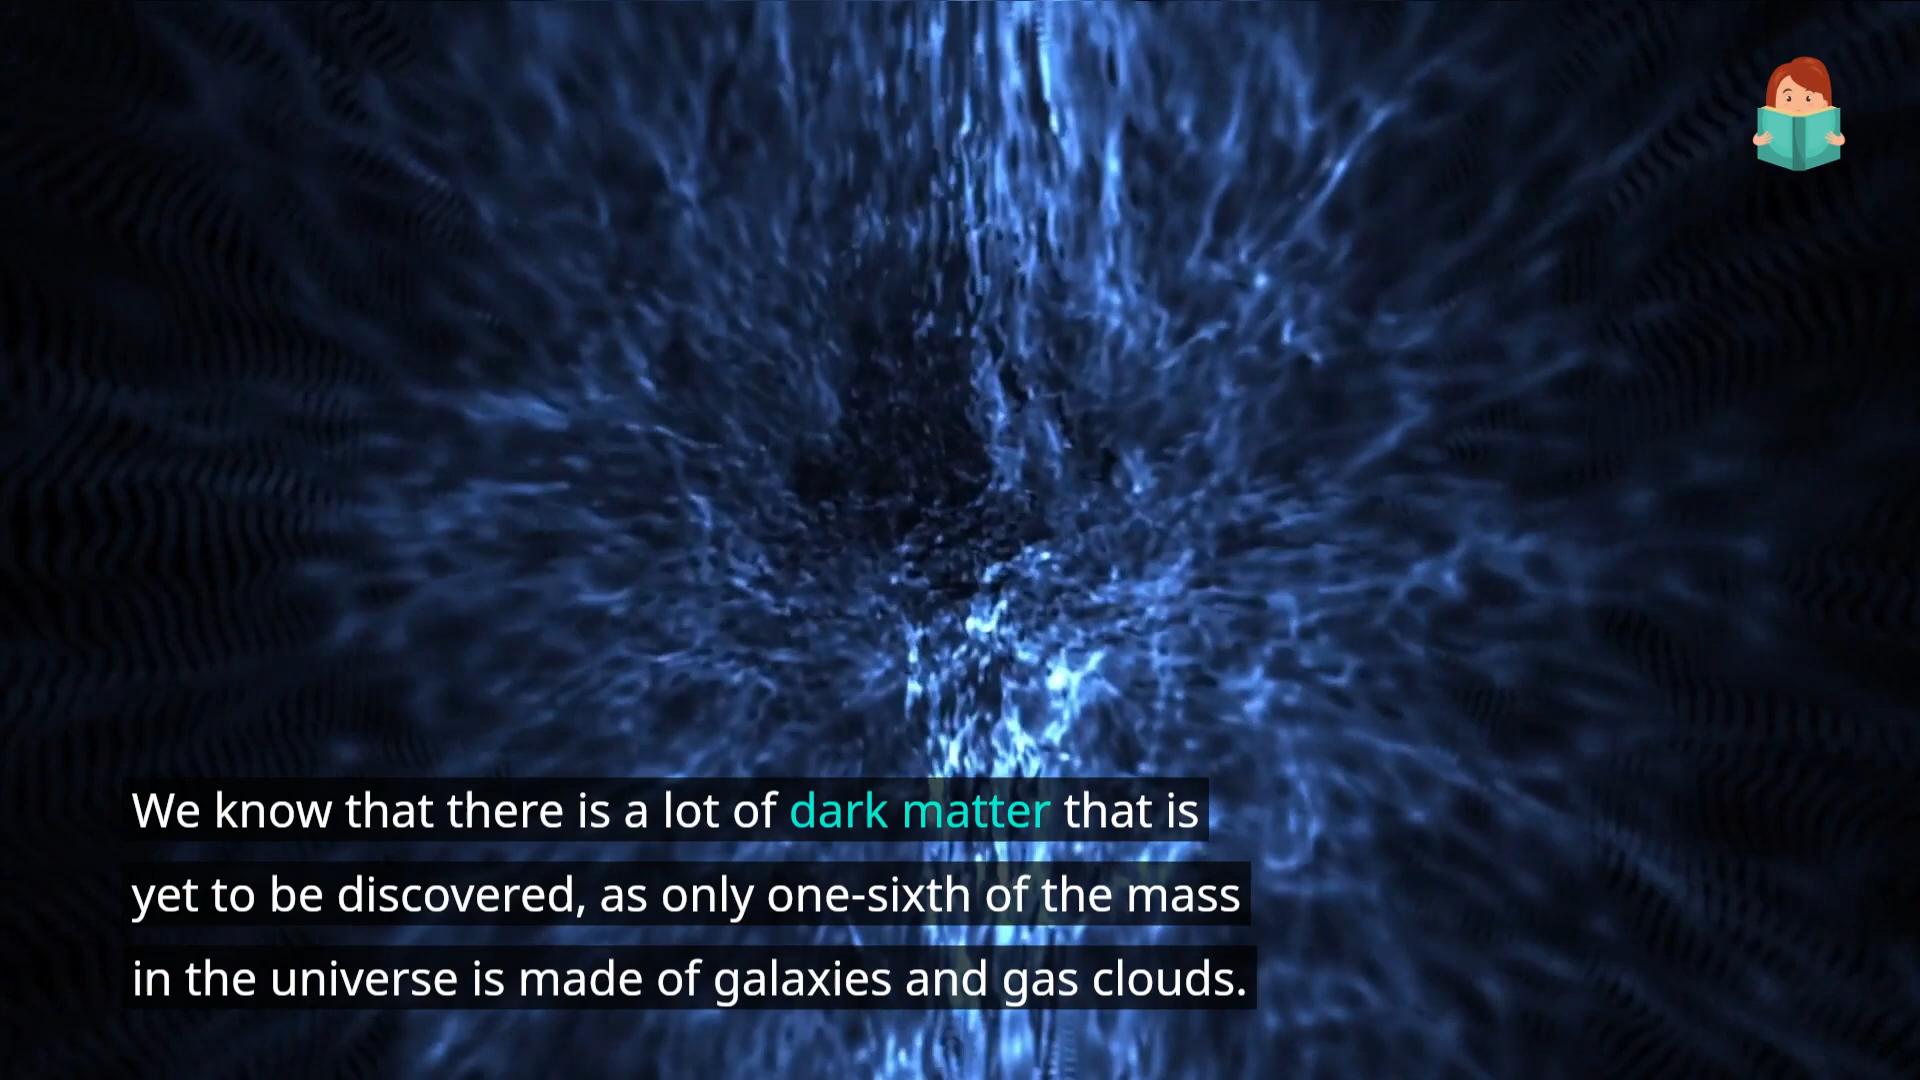 We know that there is a lot of dark matter that is
yet to be discovered, as only one-sixth of the mass
in the universe is made of galaxies and gas clouds.